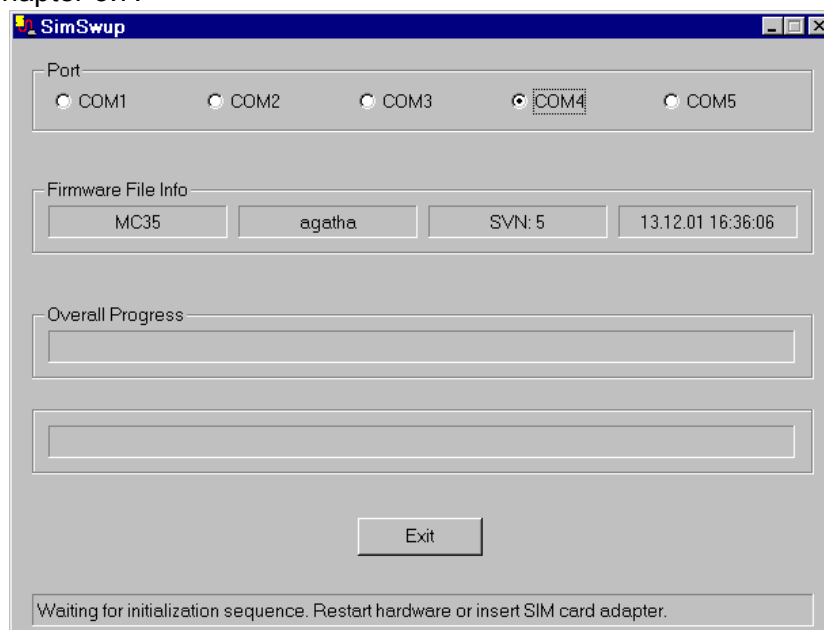 SimSwup
Port
COM1 COM2 COM3 COM4 COM5
Firmware File Info
MC35 agatha SVN: 5 13.12.01 16:36:06
Overall Progress
Exit
Waiting for initialization sequence. Restart hardware or insert SIM card adapter.